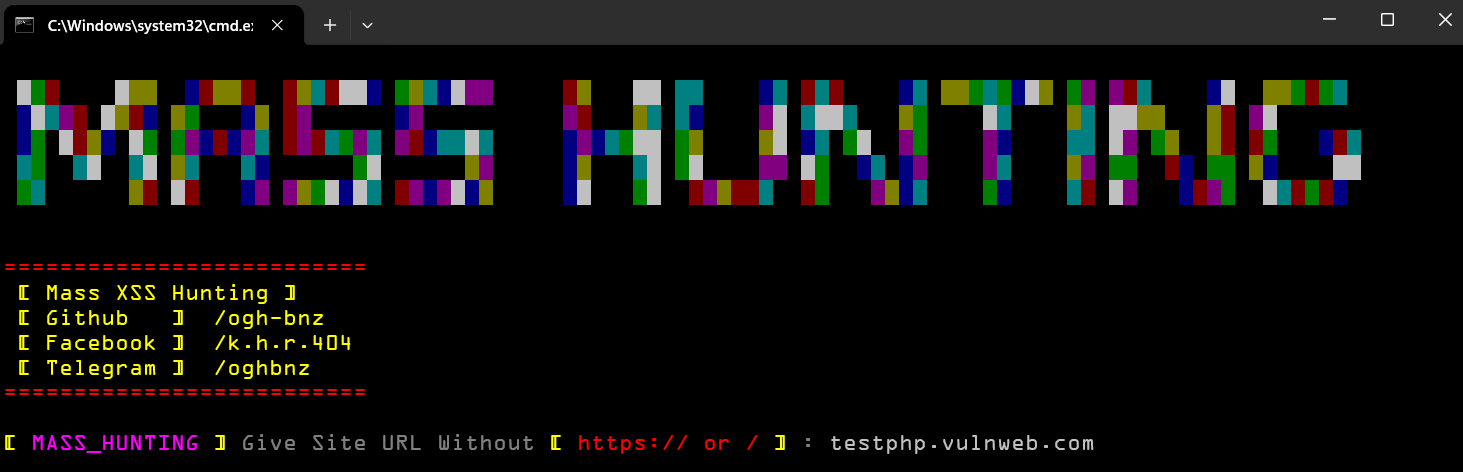 C:\Windows\system32\cmd.e>
MASS HUNTING
===========================
[ Mass XSS Hunting ]
[ Github ] /ogh-bnz
[ Facebook ] /k.h.r.404
[ Telegram ] /oghbnz
===========================
[ MASS_HUNTING ] Give Site URL Without [ https:// or / ] : testphp.vulnweb.com